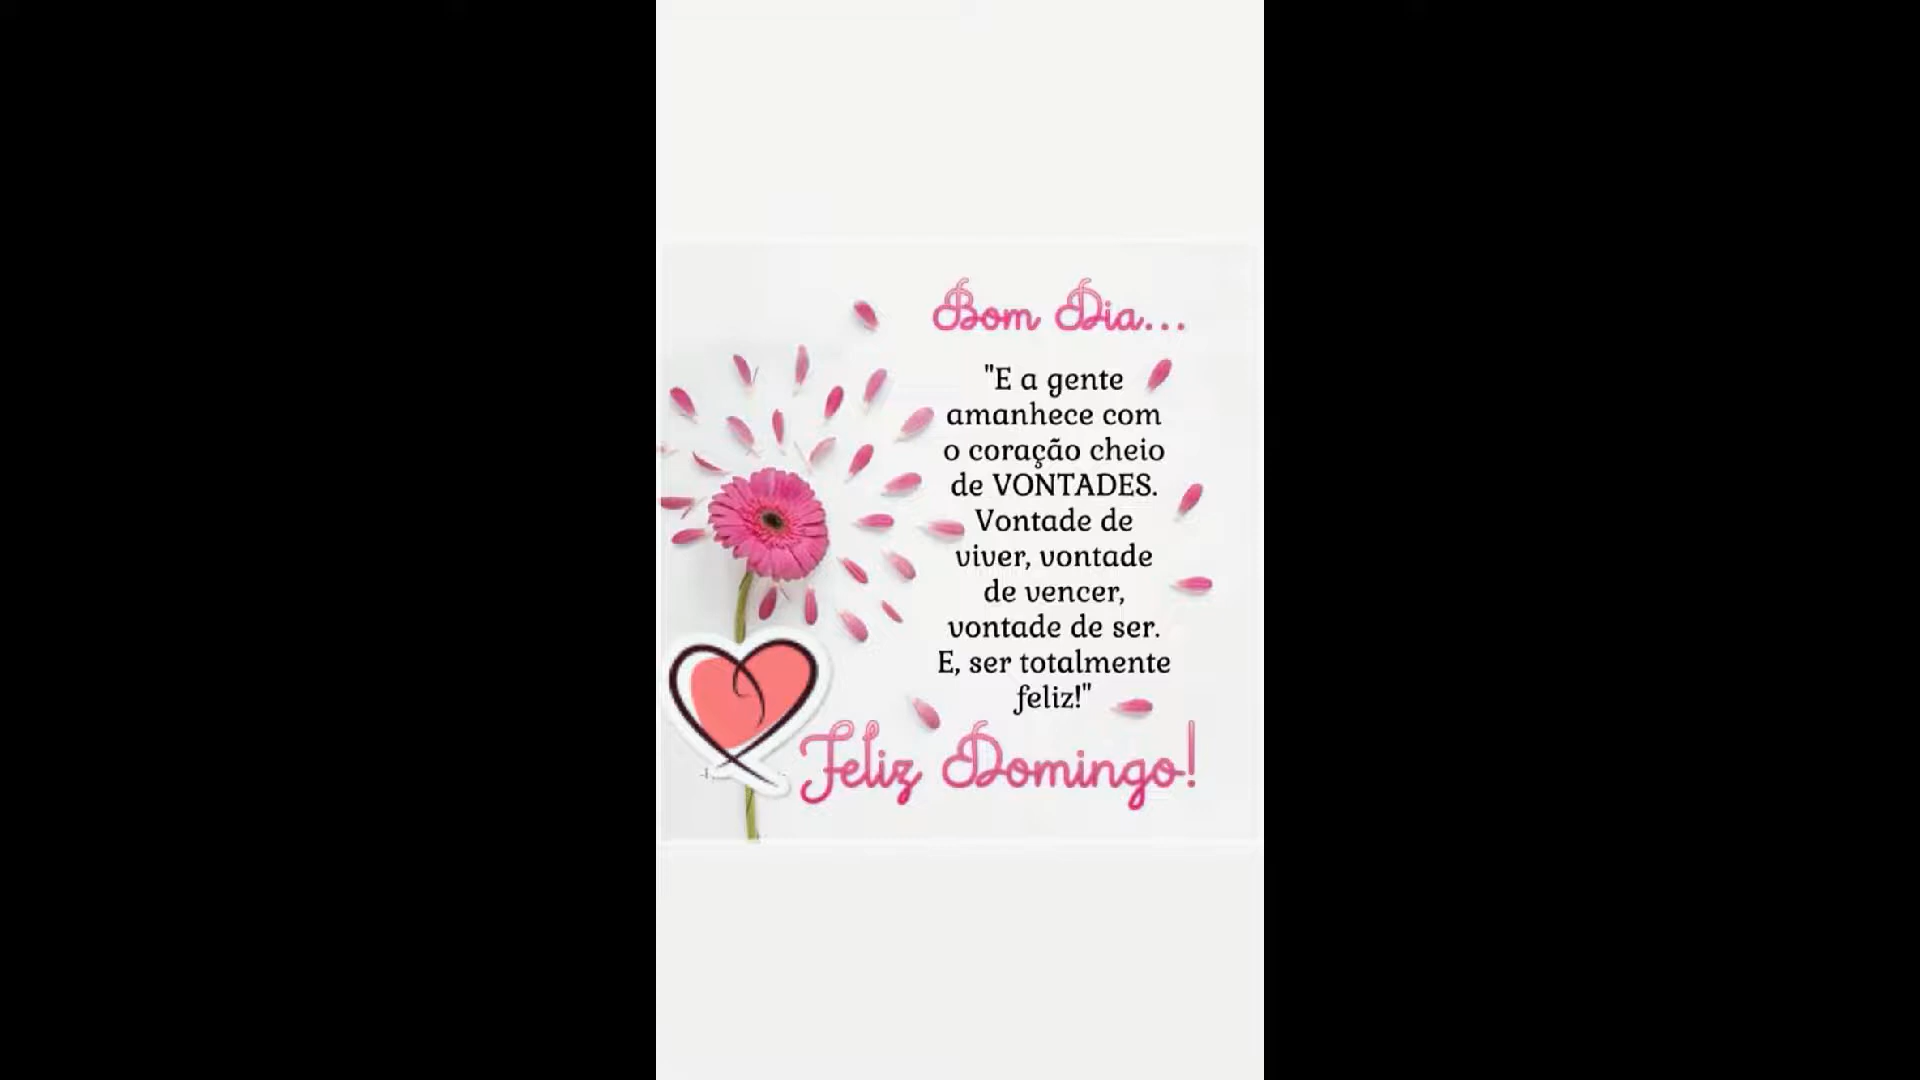 Bom Dia...
"E a gente
amanhece com
o coração cheio
de VONTADES.
Vontade de
viver, vontade
de vencer,
vontade de ser.
E, ser totalmente
feliz!"
Feliz Domingo!